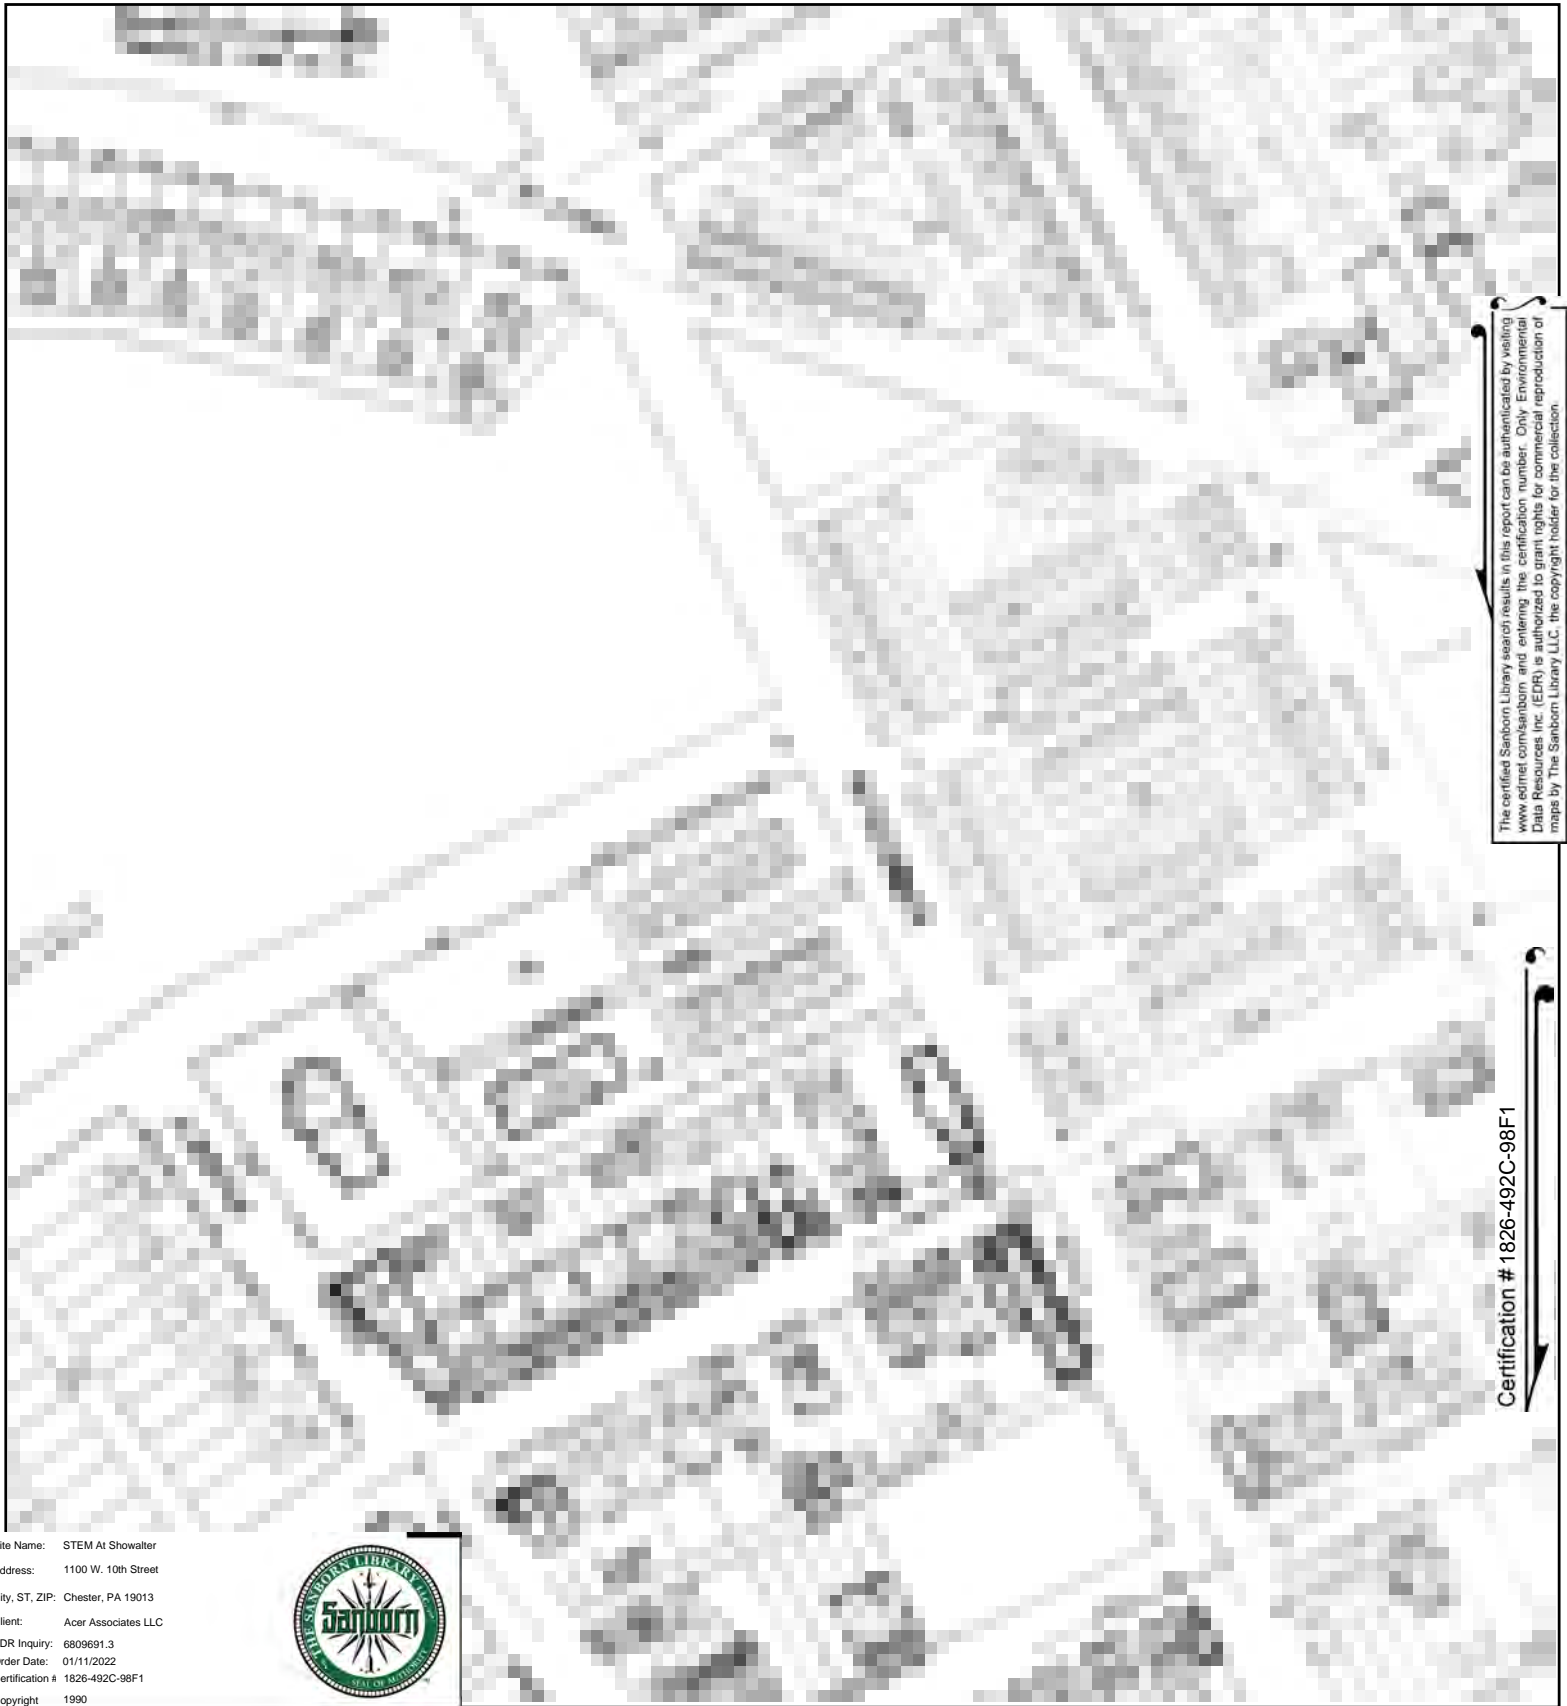 The certified Sanborn Library search results in this report can be authenticated by visiting
www.edrnet.com/sanborn and entering the certification number. Only Environmental
Data Resources Inc. (EDR) is authorized to grant rights for commercial reproduction of
maps by The Sanborn Library LLC, the copyright holder for the collection.
Certification # 1826-492C-98F1
ite Name: STEM At Showalter
ddress: 1100 W. 10th Street
ity, ST, ZIP: Chester, PA 19013
lient: Acer Associates LLC
DR Inquiry: 6809691.3
rder Date: 01/11/2022
ertification # 1826-492C-98F1
opyright 1990
THE SANBORN LIBRARY LLC
Sanborn
SEAL OF AUTHORITY